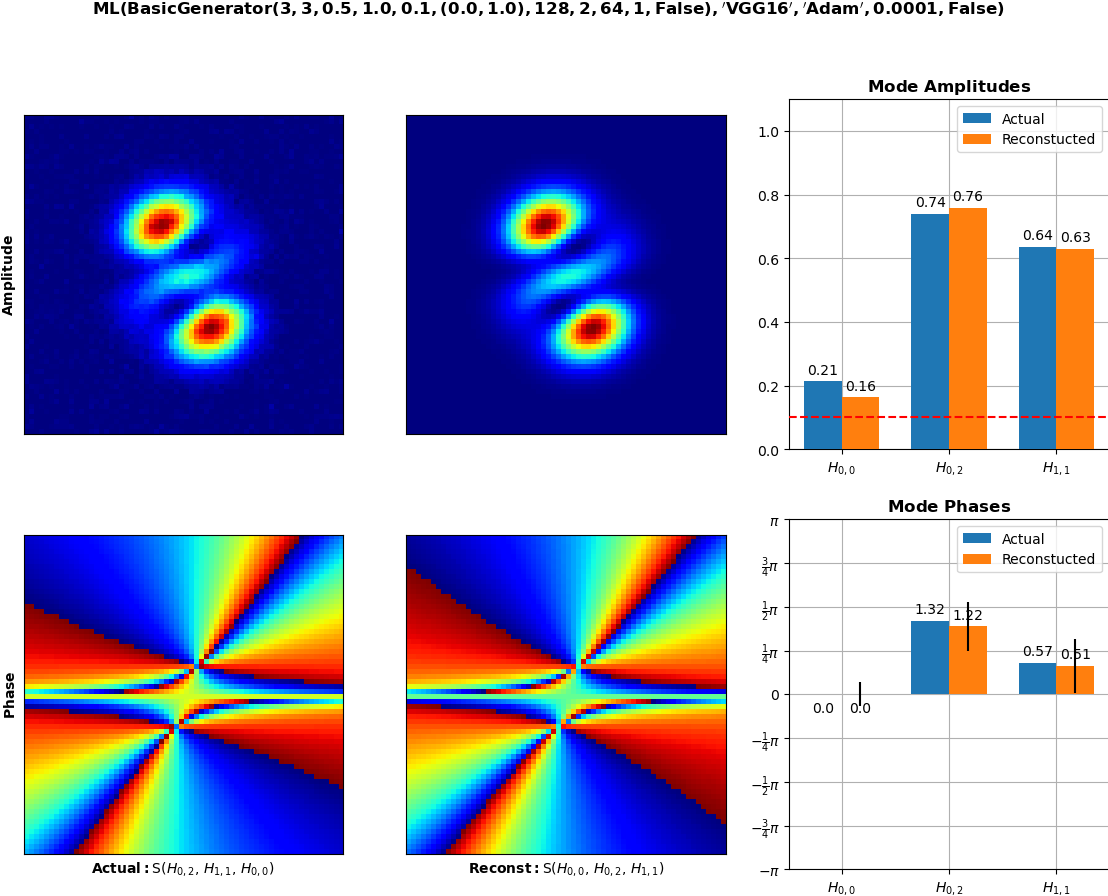 ML(BasicGenerator(3, 3, 0.5, 1.0, 0.1, (0.0, 1.0), 128, 2, 64, 1, False), ′VGG16′, ′Adam′, 0.0001, False)
Mode Amplitudes
Amplitude
Actual
Reconstucted
1.0
0.8
0.6
0.4
0.2
0.0
0.21
0.16
0.74
0.76
0.64
0.63
H0,0
H0,2
H1,1
Mode Phases
Phase
Actual
Reconstucted
π
3/4π
1/2π
1/4π
0
−1/4π
−1/2π
−3/4π
−π
0.0
0.0
1.32
1.22
0.57
0.51
H0,0
H0,2
H1,1
Actual: S(H0,2, H1,1, H0,0)
Reconst: S(H0,0, H0,2, H1,1)